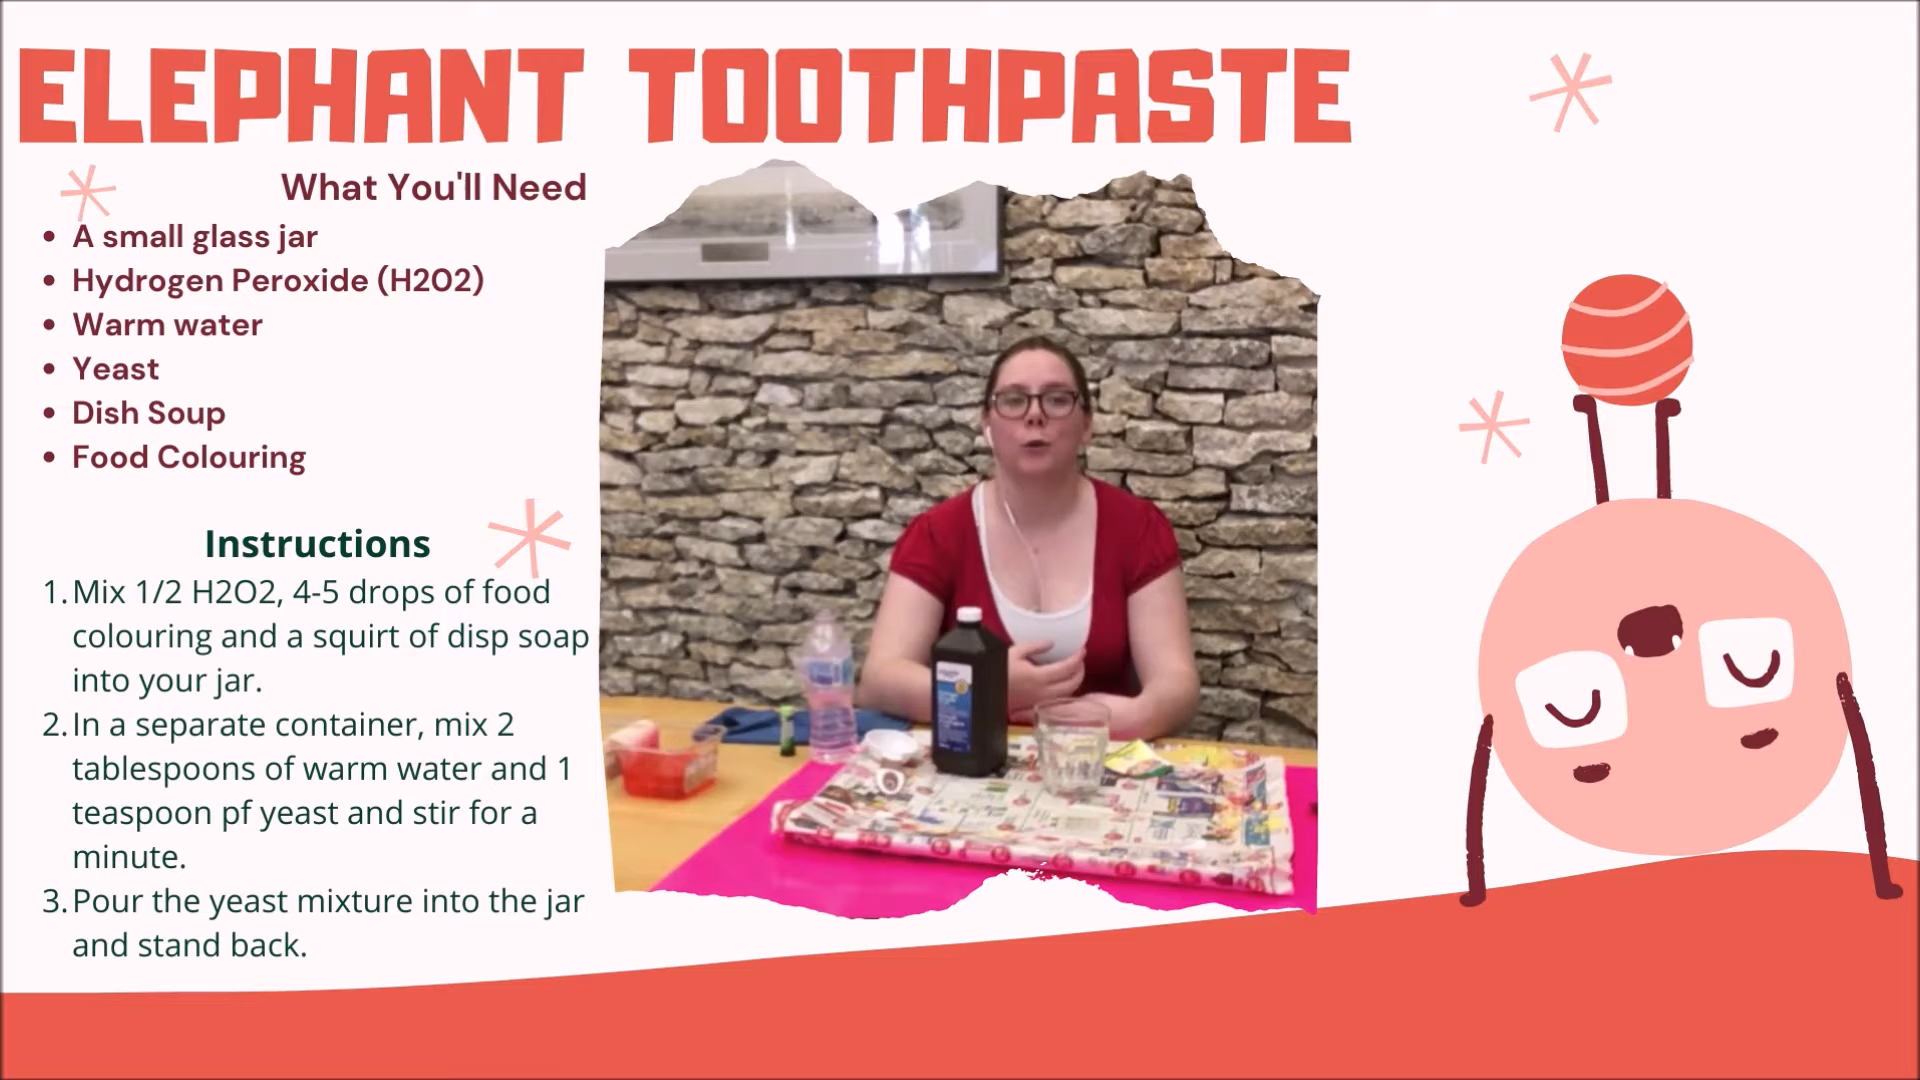 ELEPHANT TOOTHPASTE
What You'll Need
• A small glass jar
• Hydrogen Peroxide (H2O2)
• Warm water
• Yeast
• Dish Soup
• Food Colouring
Instructions
1. Mix 1/2 H2O2, 4-5 drops of food
colouring and a squirt of disp soap
into your jar.
2. In a separate container, mix 2
tablespoons of warm water and 1
teaspoon pf yeast and stir for a
minute.
3. Pour the yeast mixture into the jar
and stand back.